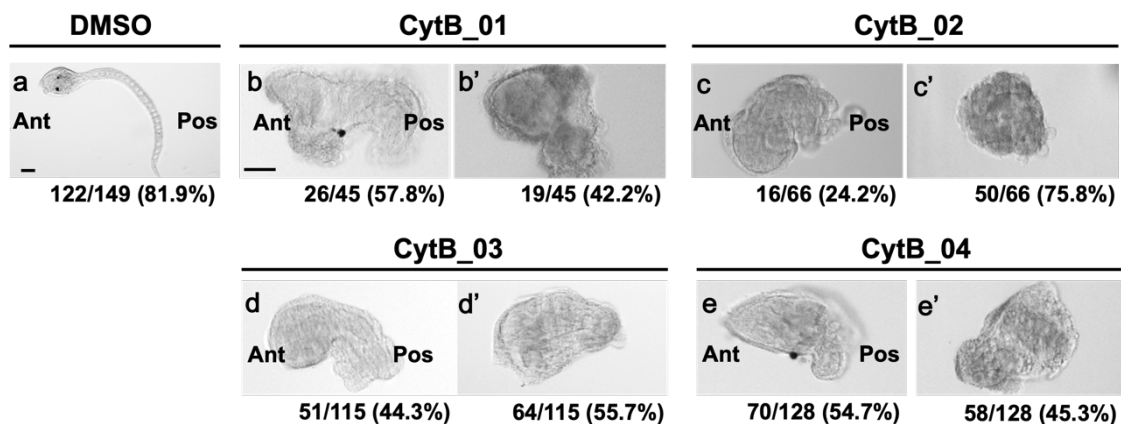 DMSO CytB_01 CytB_02
a b b' c c'
Ant Pos Ant Pos Ant Pos
122/149 (81.9%) 26/45 (57.8%) 19/45 (42.2%) 16/66 (24.2%) 50/66 (75.8%)
CytB_03 CytB_04
d d' e e'
Ant Pos Ant Pos
51/115 (44.3%) 64/115 (55.7%) 70/128 (54.7%) 58/128 (45.3%)